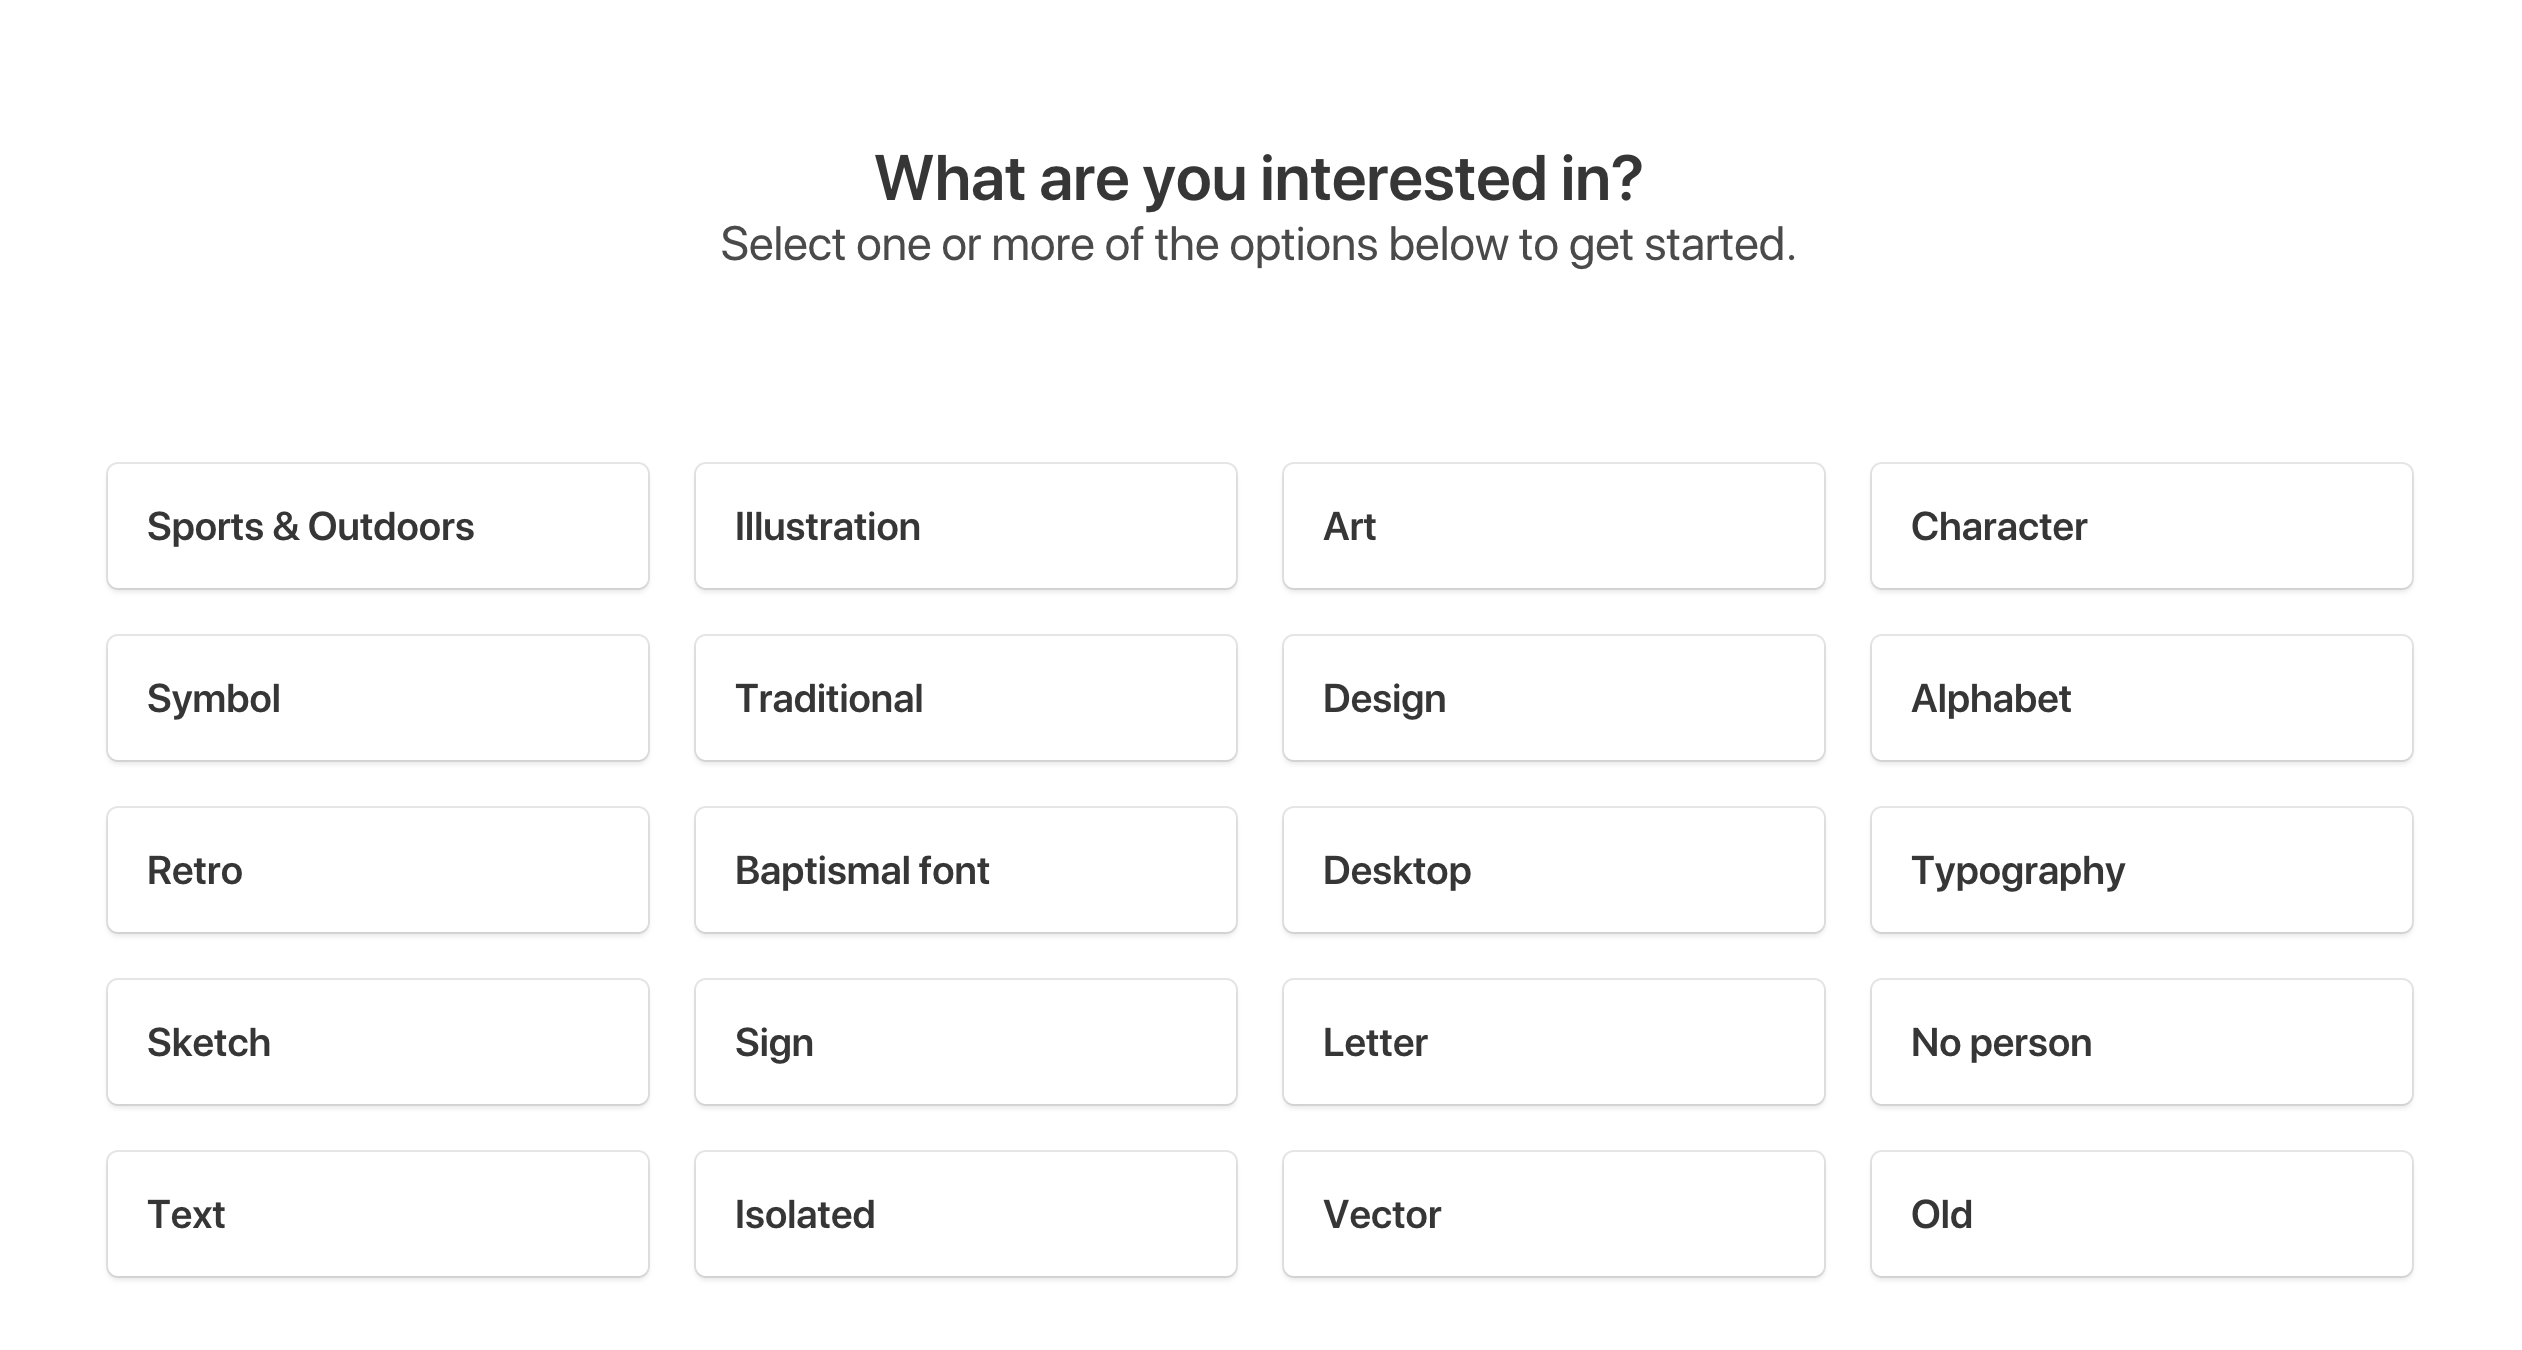 What are you interested in?
Select one or more of the options below to get started.
Sports & Outdoors
Illustration
Art
Character
Symbol
Traditional
Design
Alphabet
Retro
Baptismal font
Desktop
Typography
Sketch
Sign
Letter
No person
Text
Isolated
Vector
Old